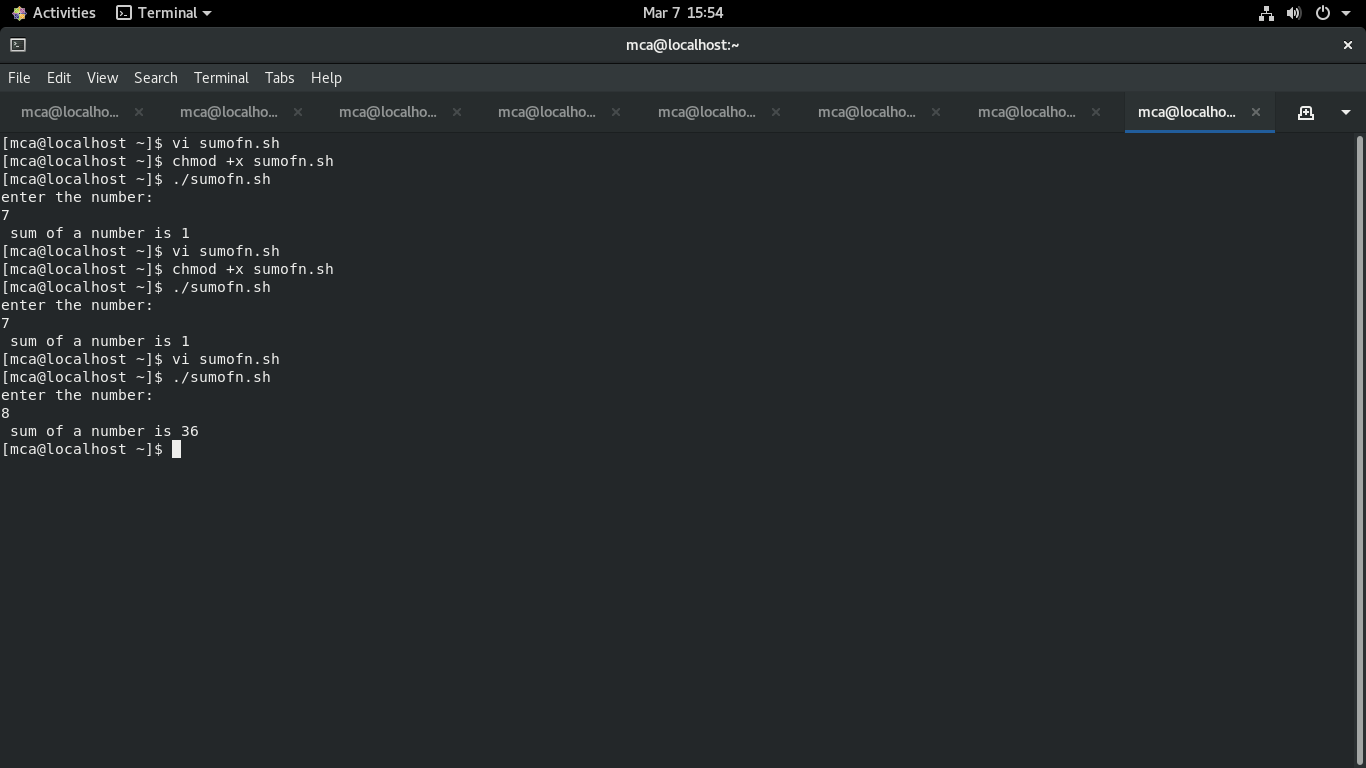 Activities Terminal Mar 7 15:54
mca@localhost:~
File Edit View Search Terminal Tabs Help
mca@localho... mca@localho... mca@localho... mca@localho... mca@localho... mca@localho... mca@localho... mca@localho...
[mca@localhost ~]$ vi sumofn.sh
[mca@localhost ~]$ chmod +x sumofn.sh
[mca@localhost ~]$ ./sumofn.sh
enter the number:
7
 sum of a number is 1
[mca@localhost ~]$ vi sumofn.sh
[mca@localhost ~]$ chmod +x sumofn.sh
[mca@localhost ~]$ ./sumofn.sh
enter the number:
7
 sum of a number is 1
[mca@localhost ~]$ vi sumofn.sh
[mca@localhost ~]$ ./sumofn.sh
enter the number:
8
 sum of a number is 36
[mca@localhost ~]$